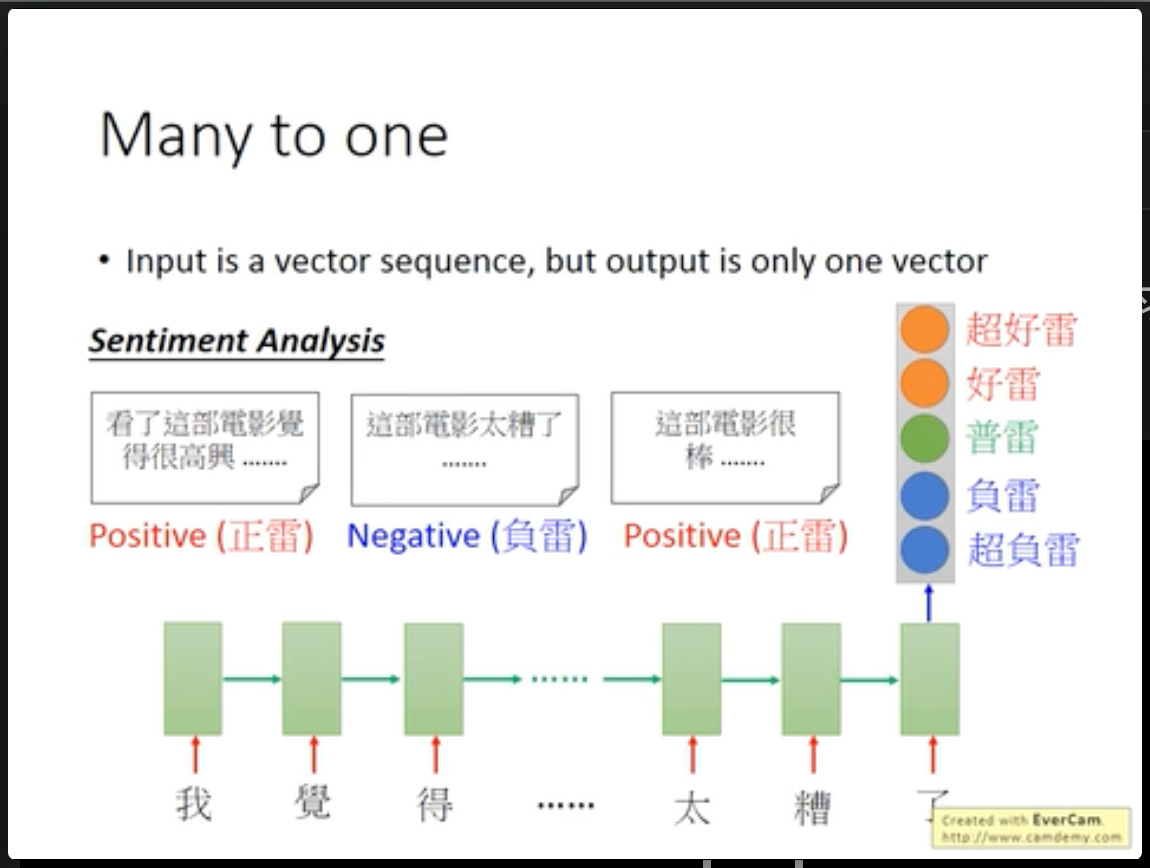 Many to one
• Input is a vector sequence, but output is only one vector
Sentiment Analysis
看了這部電影覺
得很高興 .......
Positive (正雷)
這部電影太糟了
.......
Negative (負雷)
這部電影很
棒 .......
Positive (正雷)
超好雷
好雷
普雷
負雷
超負雷
我 覺 得 ...... 太 糟 了
Created with EverCam.
http://www.camdemy.com